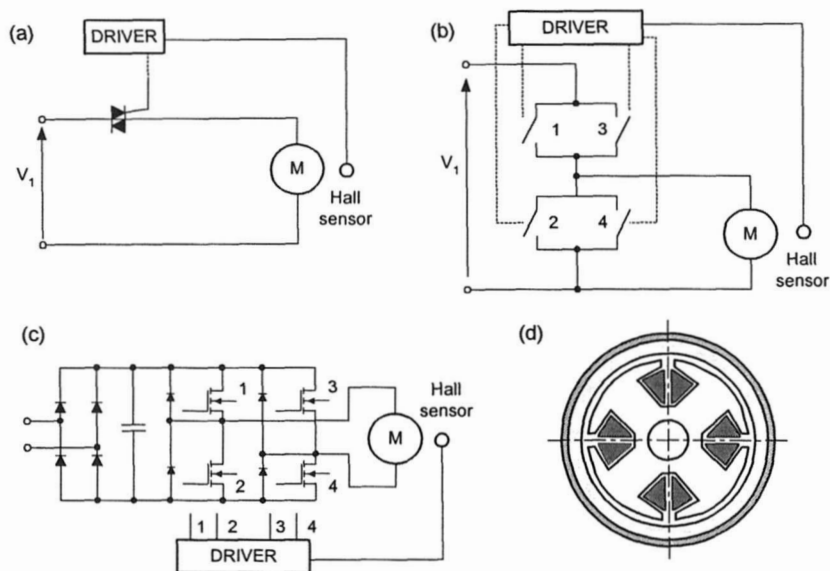 (a)
DRIVER
V1
M
Hall
sensor
(b)
DRIVER
1 3
V1
2 4
M
Hall
sensor
(c)
1
3
Hall
sensor
M
2
4
1 2 3 4
DRIVER
(d)